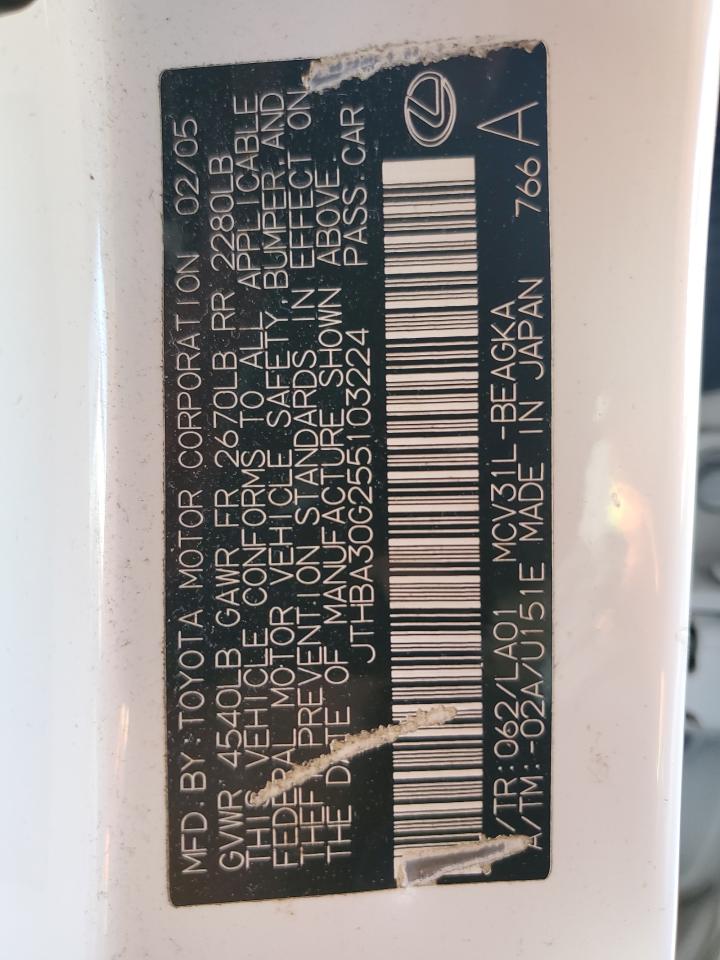 MFD.BY:TOYOTA MOTOR CORPORATION 02/05
GVWR 4540LB GAWR FR 2670LB RR 2280LB
THIS VEHICLE CONFORMS TO ALL APPLICABLE
FEDERAL MOTOR VEHICLE SAFETY, BUMPER, AND
THEFT PREVENTION STANDARDS IN EFFECT ON
THE DATE OF MANUFACTURE SHOWN ABOVE.
JTHBA30G255103224 PASS.CAR
/TR:062/LA01 MCV31L-BEAGKA
A/TM:-02A/U151E MADE IN JAPAN 766 A